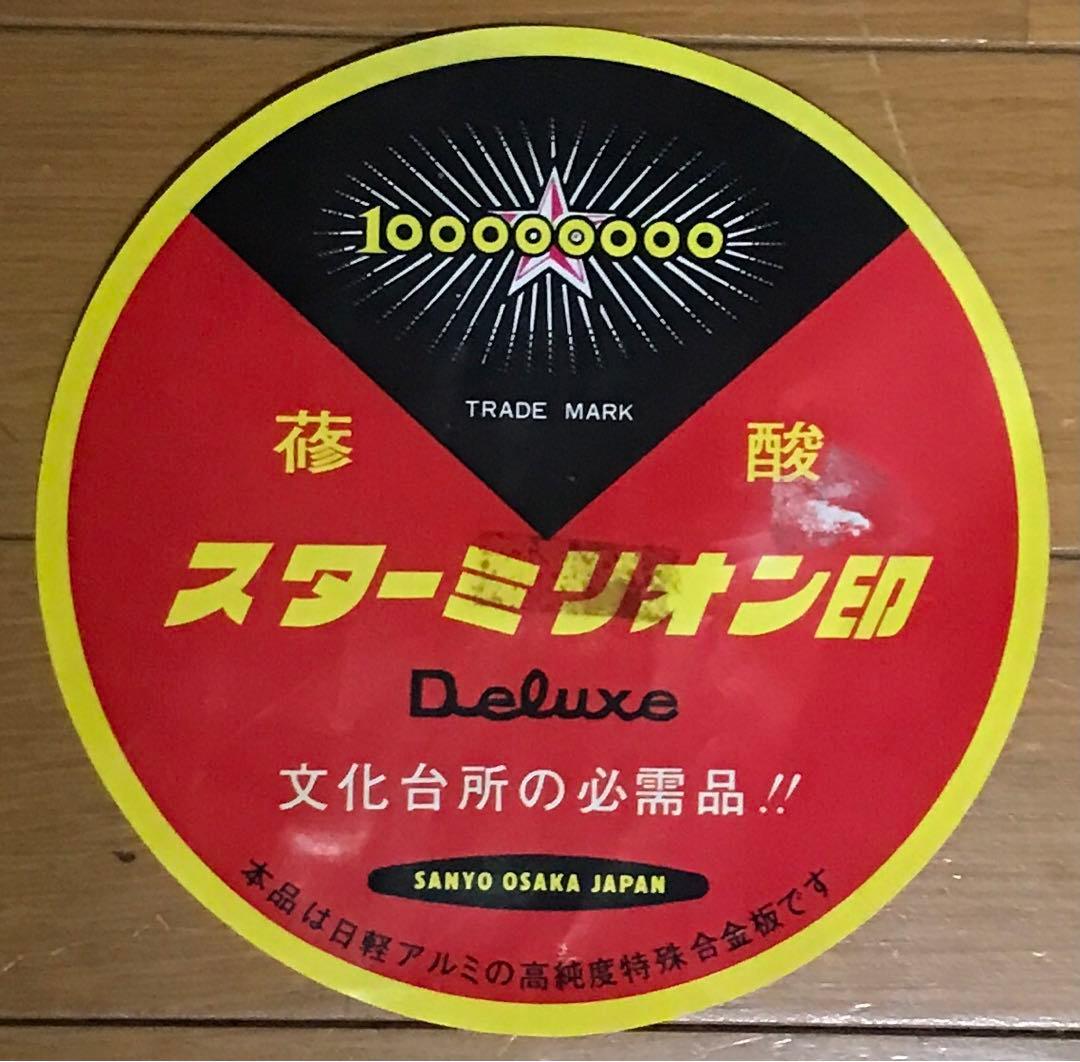 100000000
TRADE MARK
蓚 酸
スターミリオン印
Deluxe
文化台所の必需品!!
SANYO OSAKA JAPAN
本品は日軽アルミの高純度特殊合金板です